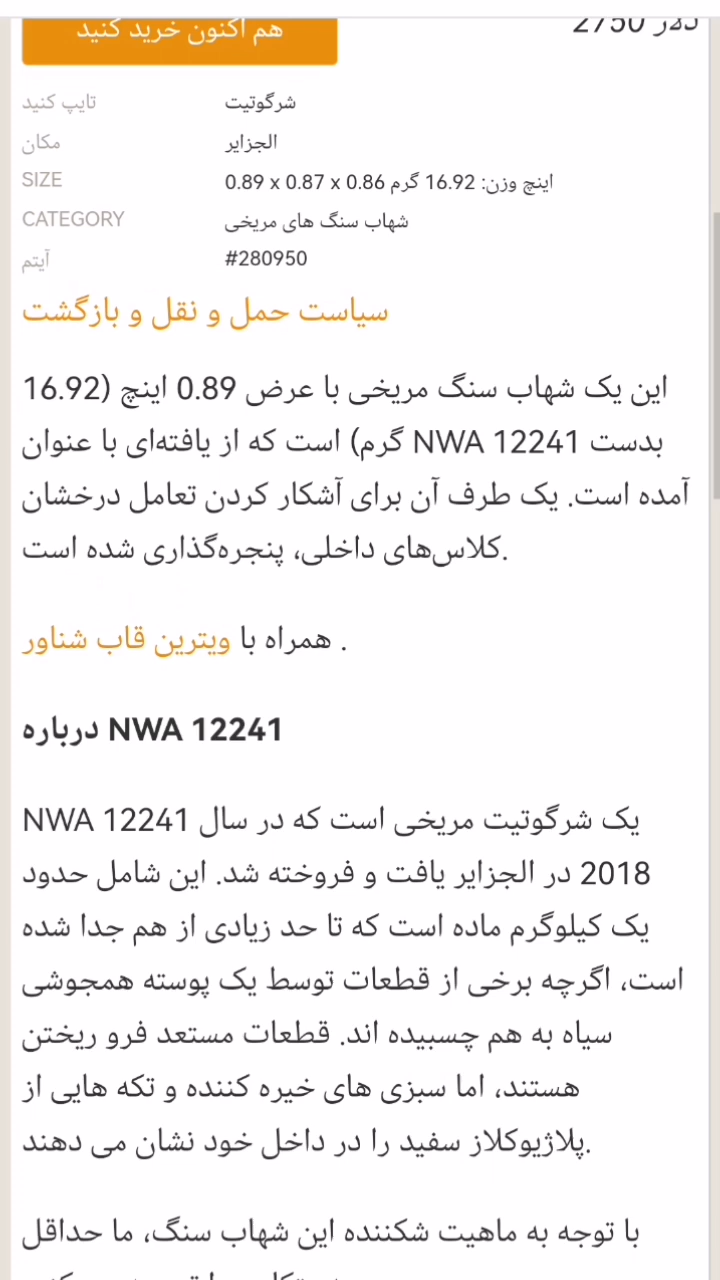 هم اکنون خرید کنید
دلار 2750
تایپ کنید شرگوتیت
مکان الجزایر
SIZE 0.89 x 0.87 x 0.86 اینچ وزن: 16.92 گرم
CATEGORY شهاب سنگ های مریخی
آیتم #280950
سیاست حمل و نقل و بازگشت
این یک شهاب سنگ مریخی با عرض 0.89 اینچ (16.92
گرم) است که از یافته‌ای با عنوان NWA 12241 بدست
آمده است. یک طرف آن برای آشکار کردن تعامل درخشان
کلاس‌های داخلی، پنجره‌گذاری شده است.
همراه با ویترین قاب شناور .
درباره NWA 12241
NWA 12241 یک شرگوتیت مریخی است که در سال
2018 در الجزایر یافت و فروخته شد. این شامل حدود
یک کیلوگرم ماده است که تا حد زیادی از هم جدا شده
است، اگرچه برخی از قطعات توسط یک پوسته همجوشی
سیاه به هم چسبیده اند. قطعات مستعد فرو ریختن
هستند، اما سبزی های خیره کننده و تکه هایی از
پلاژیوکلاز سفید را در داخل خود نشان می دهند.
با توجه به ماهیت شکننده این شهاب سنگ، ما حداقل